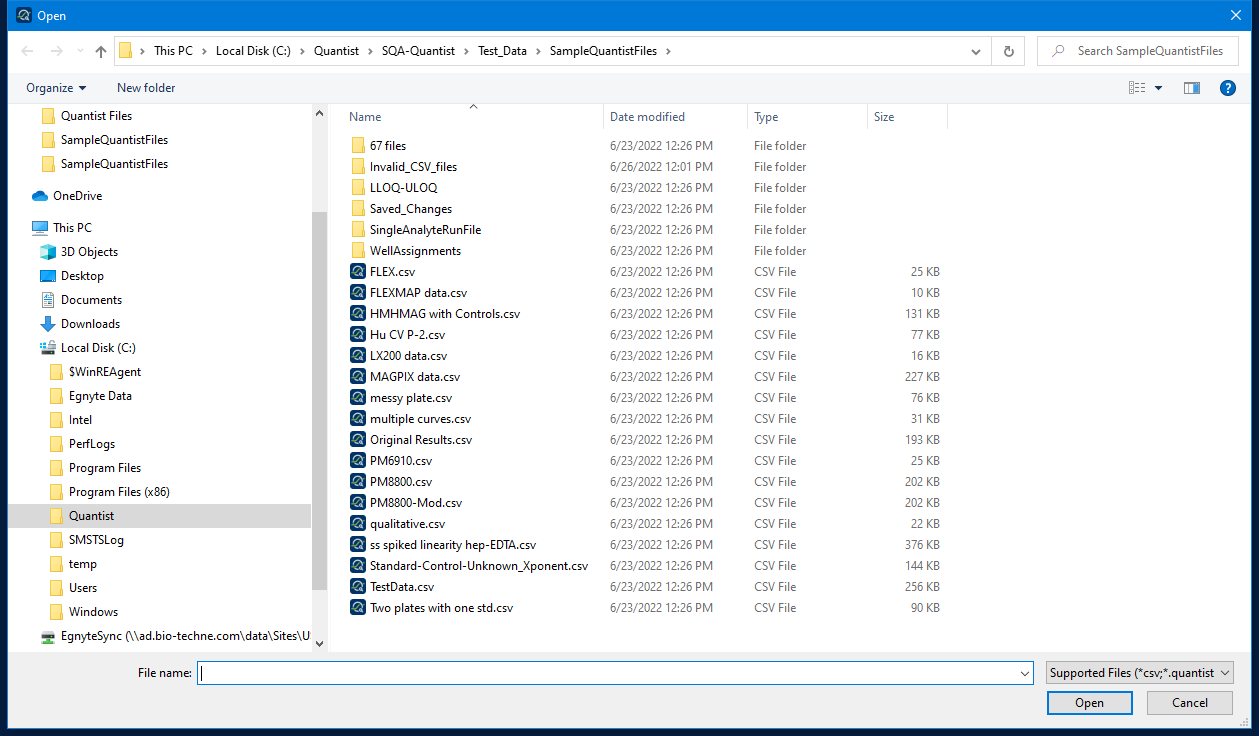 Open
This PC > Local Disk (C:) > Quantist > SQA-Quantist > Test_Data > SampleQuantistFiles >
Search SampleQuantistFiles
Organize New folder
?
Quantist Files
SampleQuantistFiles
SampleQuantistFiles
OneDrive
This PC
3D Objects
Desktop
Documents
Downloads
Local Disk (C:)
$WinREAgent
Egnyte Data
Intel
PerfLogs
Program Files
Program Files (x86)
Quantist
SMSTSLog
temp
Users
Windows
EgnyteSync (\\ad.bio-techne.com\data\Sites\U
Name Date modified Type Size
67 files 6/23/2022 12:26 PM File folder
Invalid_CSV_files 6/26/2022 12:01 PM File folder
LLOQ-ULOQ 6/23/2022 12:26 PM File folder
Saved_Changes 6/23/2022 12:26 PM File folder
SingleAnalyteRunFile 6/23/2022 12:26 PM File folder
WellAssignments 6/23/2022 12:26 PM File folder
FLEX.csv 6/23/2022 12:26 PM CSV File 25 KB
FLEXMAP data.csv 6/23/2022 12:26 PM CSV File 10 KB
HMHMAG with Controls.csv 6/23/2022 12:26 PM CSV File 131 KB
Hu CV P-2.csv 6/23/2022 12:26 PM CSV File 77 KB
LX200 data.csv 6/23/2022 12:26 PM CSV File 16 KB
MAGPIX data.csv 6/23/2022 12:26 PM CSV File 227 KB
messy plate.csv 6/23/2022 12:26 PM CSV File 76 KB
multiple curves.csv 6/23/2022 12:26 PM CSV File 31 KB
Original Results.csv 6/23/2022 12:26 PM CSV File 193 KB
PM6910.csv 6/23/2022 12:26 PM CSV File 25 KB
PM8800.csv 6/23/2022 12:26 PM CSV File 202 KB
PM8800-Mod.csv 6/23/2022 12:26 PM CSV File 202 KB
qualitative.csv 6/23/2022 12:26 PM CSV File 22 KB
ss spiked linearity hep-EDTA.csv 6/23/2022 12:26 PM CSV File 376 KB
Standard-Control-Unknown_Xponent.csv 6/23/2022 12:26 PM CSV File 144 KB
TestData.csv 6/23/2022 12:26 PM CSV File 256 KB
Two plates with one std.csv 6/23/2022 12:26 PM CSV File 90 KB
File name:
Supported Files (*csv;*.quantist
Open Cancel